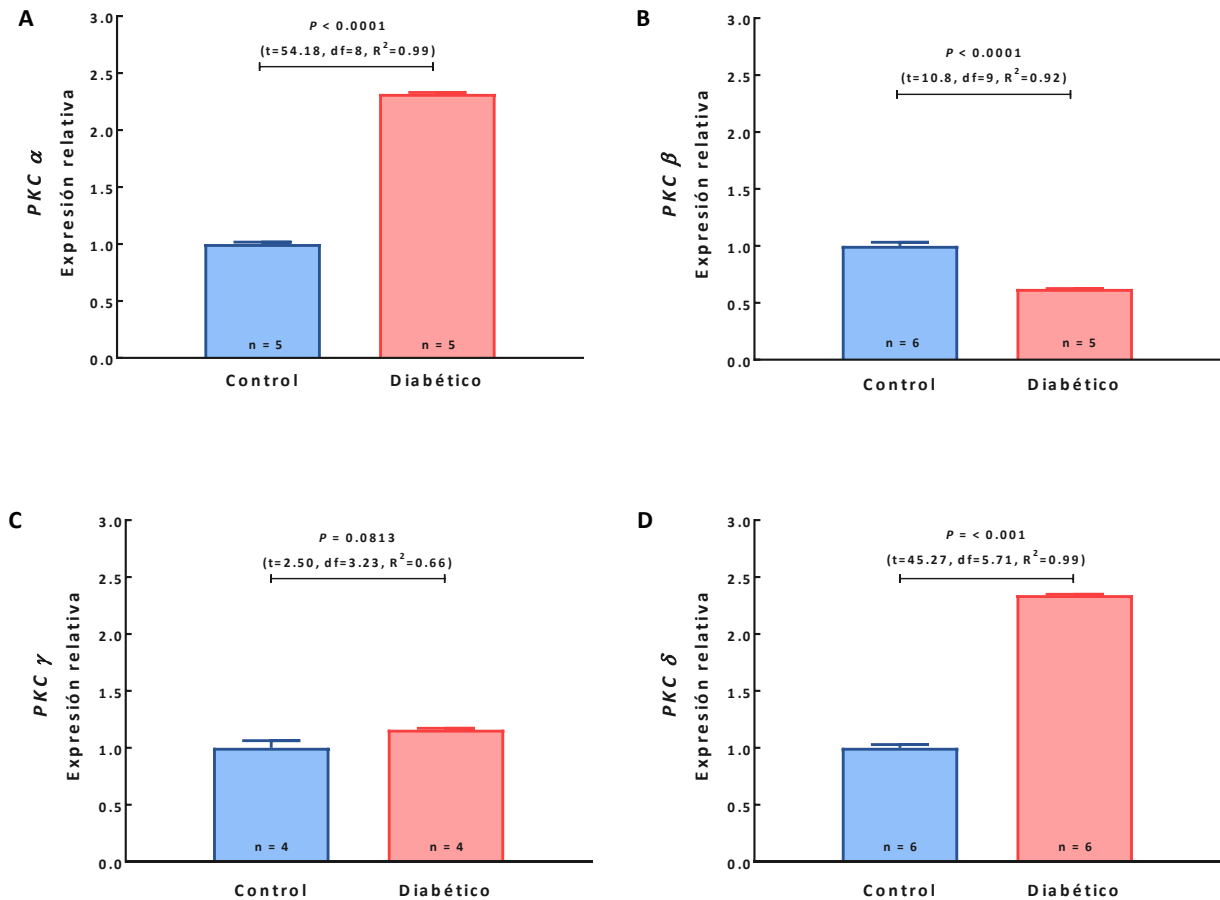 A
PKC α
Expresión relativa
3.0
2.5
2.0
1.5
1.0
0.5
0.0
P < 0.0001
(t=54.18, df=8, R²=0.99)
n = 5
n = 5
Control
Diabético
B
PKC β
Expresión relativa
3.0
2.5
2.0
1.5
1.0
0.5
0.0
P < 0.0001
(t=10.8, df=9, R²=0.92)
n = 6
n = 5
Control
Diabético
C
PKC γ
Expresión relativa
3.0
2.5
2.0
1.5
1.0
0.5
0.0
P = 0.0813
(t=2.50, df=3.23, R²=0.66)
n = 4
n = 4
Control
Diabético
D
PKC δ
Expresión relativa
3.0
2.5
2.0
1.5
1.0
0.5
0.0
P = < 0.001
(t=45.27, df=5.71, R²=0.99)
n = 6
n = 6
Control
Diabético